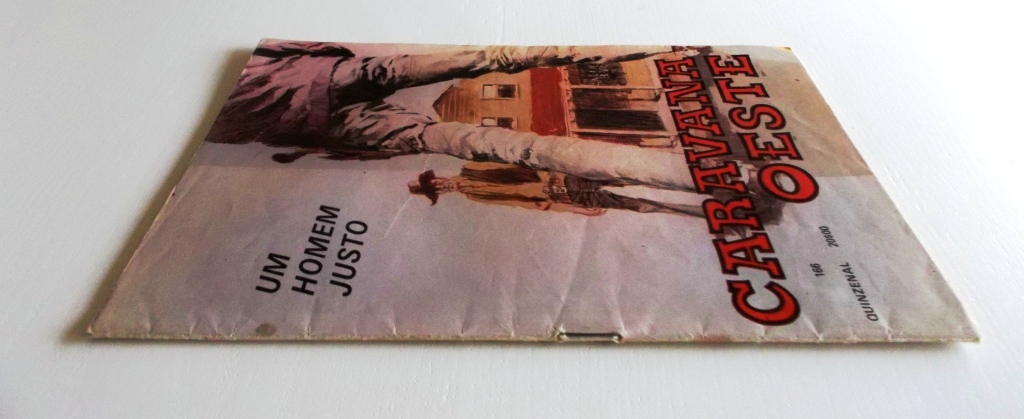 UM
HOMEM
JUSTO
CARAVANA
OESTE
166 20$00
QUINZENAL